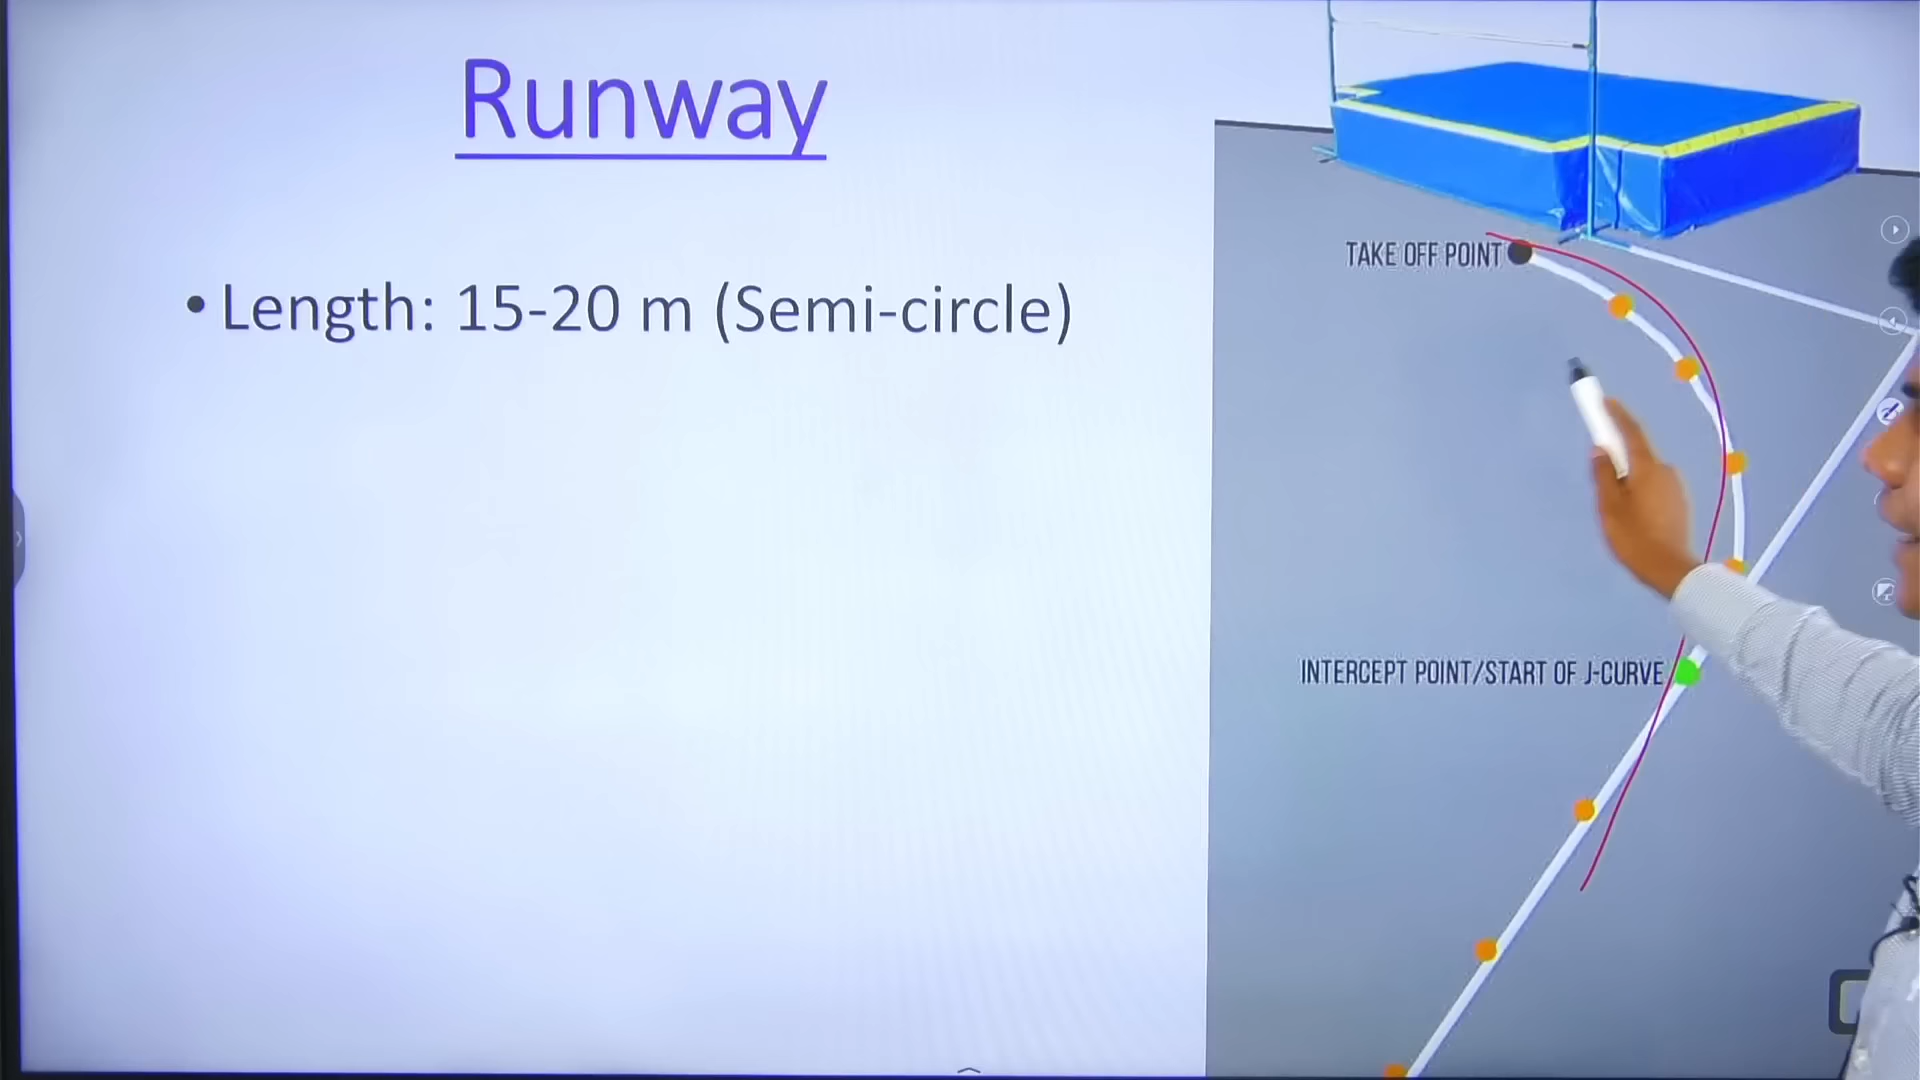 Runway
• Length: 15-20 m (Semi-circle)
TAKE OFF POINT
INTERCEPT POINT/START OF J-CURVE